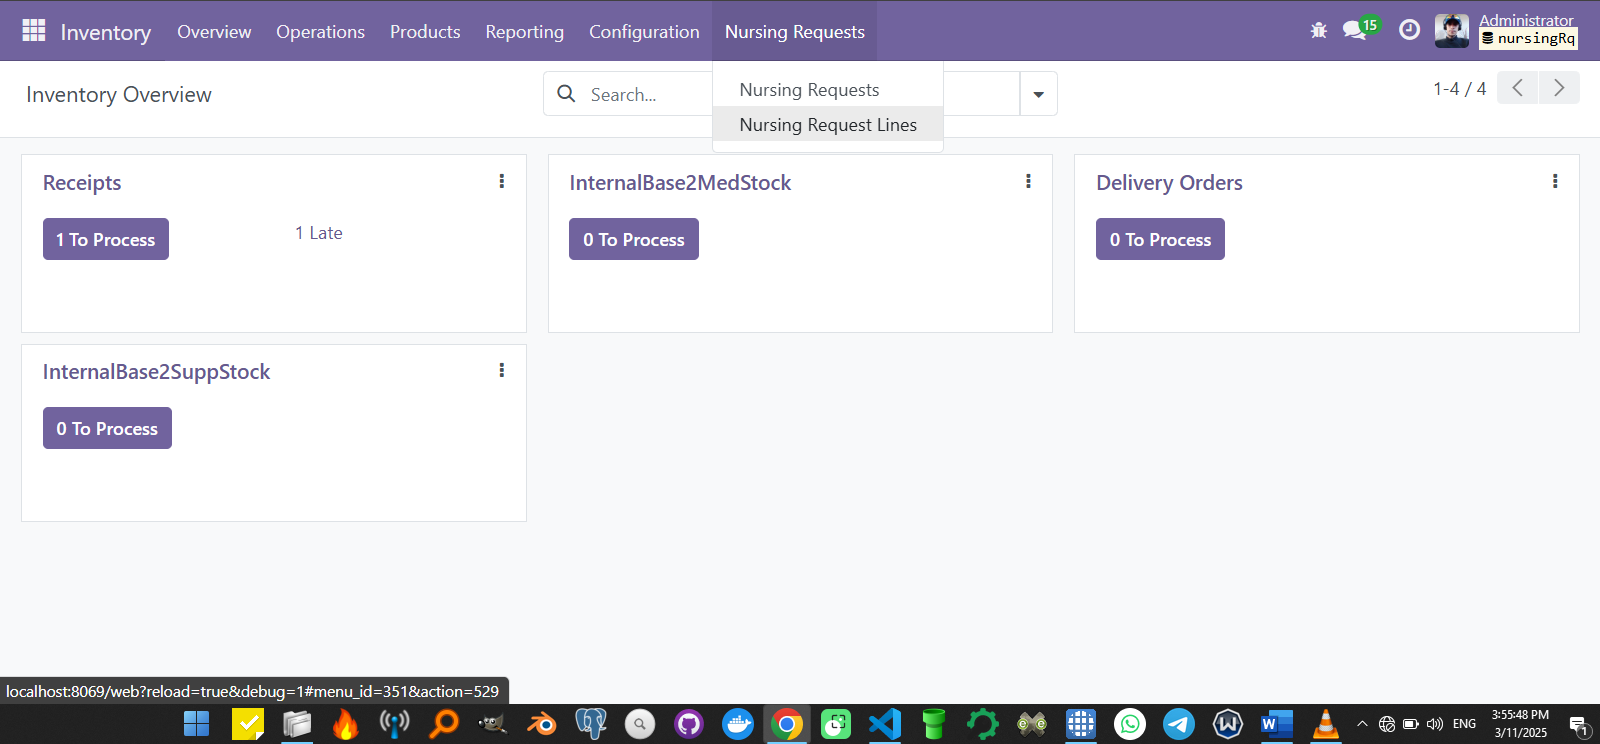 Inventory Overview Operations Products Reporting Configuration Nursing Requests 15 Administrator
nursingRq
Inventory Overview Search... 1-4 / 4
Nursing Requests
Nursing Request Lines
Receipts
1 To Process 1 Late
InternalBase2MedStock
0 To Process
Delivery Orders
0 To Process
InternalBase2SuppStock
0 To Process
localhost:8069/web?reload=true&debug=1#menu_id=351&action=529
ENG 3:55:48 PM
3/11/2025 1